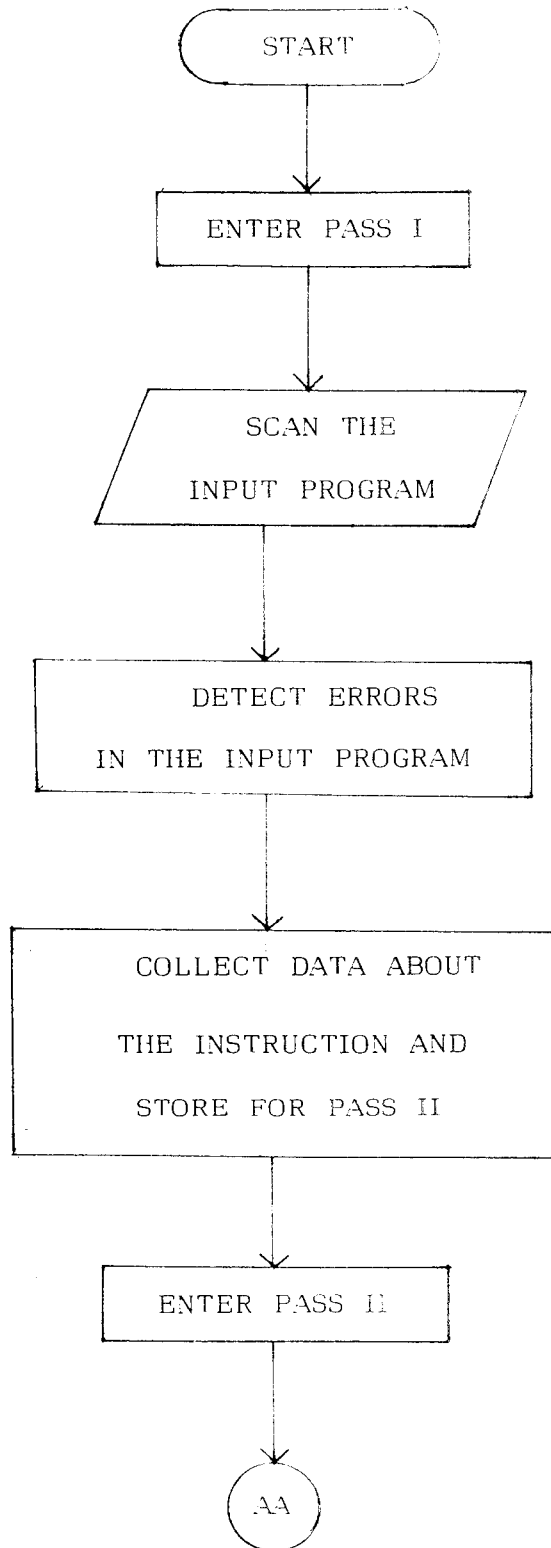 START
ENTER PASS I
SCAN THE
INPUT PROGRAM
DETECT ERRORS
IN THE INPUT PROGRAM
COLLECT DATA ABOUT
THE INSTRUCTION AND
STORE FOR PASS II
ENTER PASS II
AA